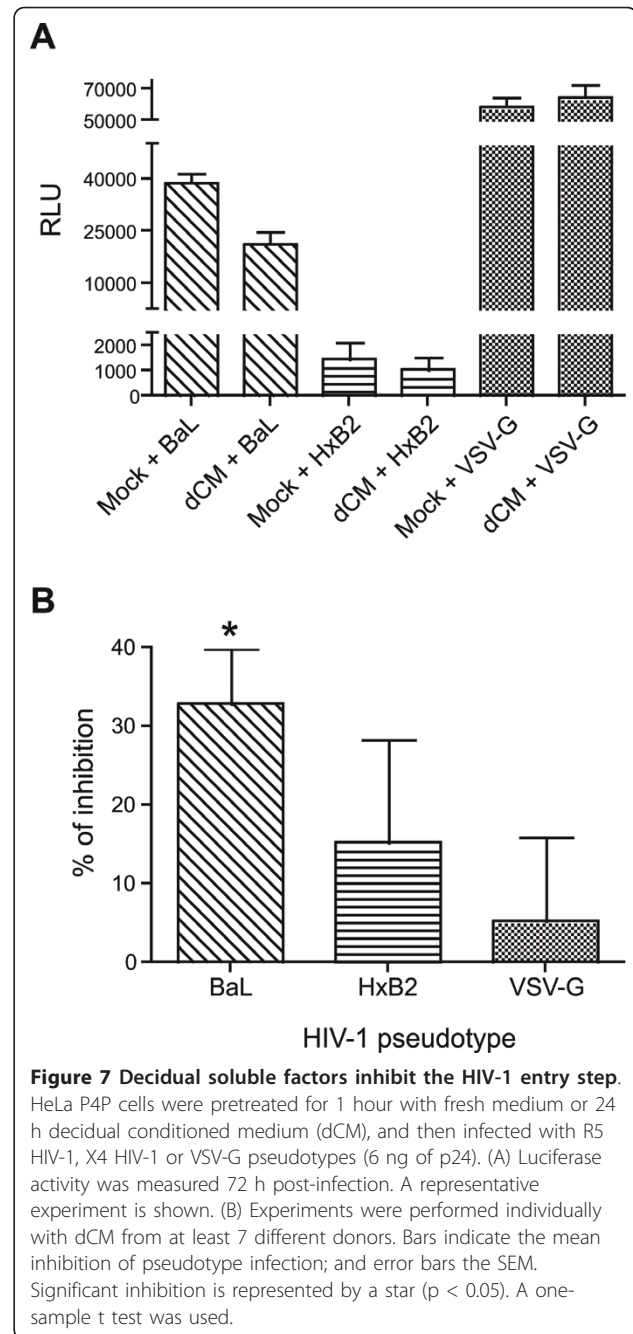 A
70000
50000
40000
25000
10000
2000
1000
0
RLU
Mock + BaL
dCM + BaL
Mock + HxB2
dCM + HxB2
Mock + VSV-G
dCM + VSV-G
B
*
40
30
20
10
0
% of inhibition
BaL HxB2 VSV-G
HIV-1 pseudotype
Figure 7 Decidual soluble factors inhibit the HIV-1 entry step.
HeLa P4P cells were pretreated for 1 hour with fresh medium or 24
h decidual conditioned medium (dCM), and then infected with R5
HIV-1, X4 HIV-1 or VSV-G pseudotypes (6 ng of p24). (A) Luciferase
activity was measured 72 h post-infection. A representative
experiment is shown. (B) Experiments were performed individually
with dCM from at least 7 different donors. Bars indicate the mean
inhibition of pseudotype infection; and error bars the SEM.
Significant inhibition is represented by a star (p < 0.05). A one-
sample t test was used.